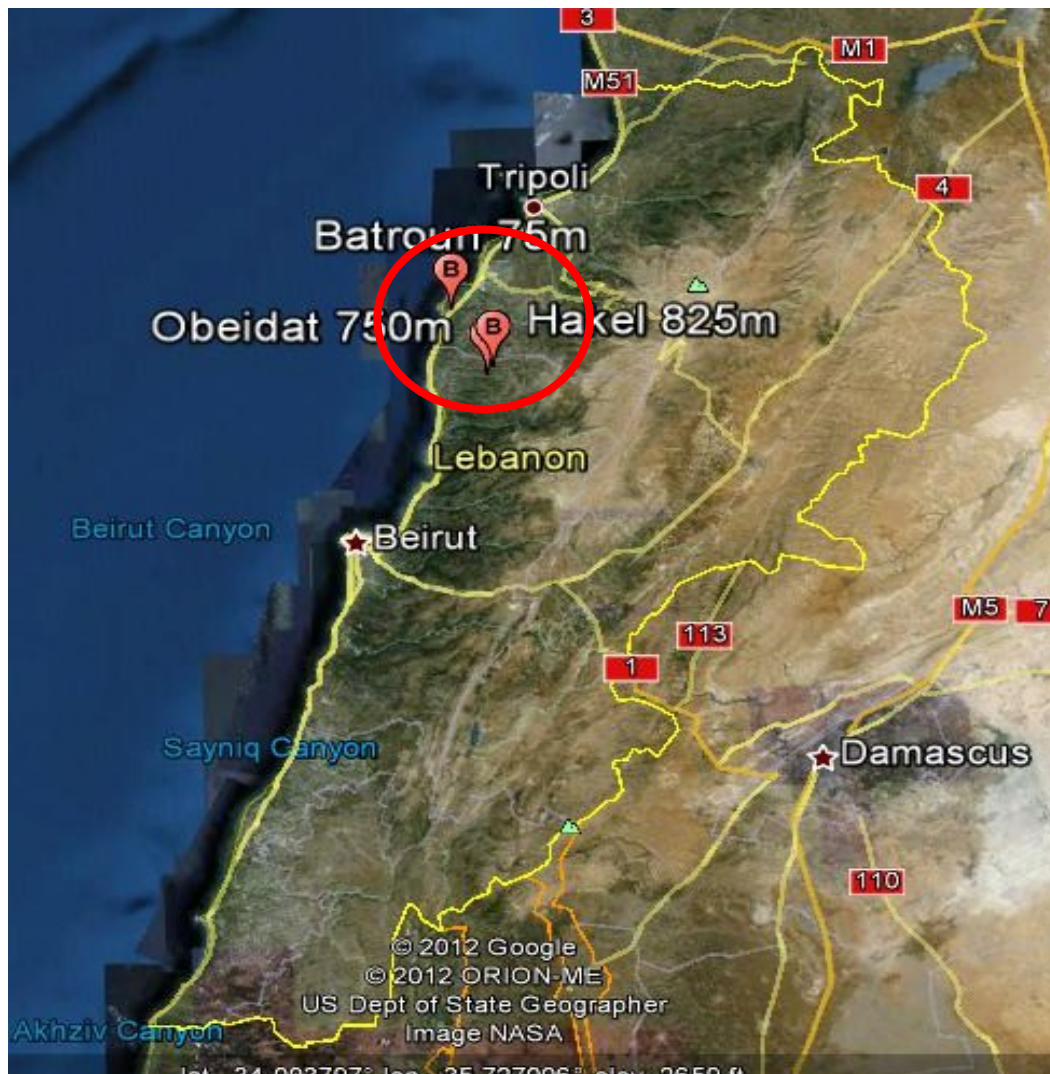 3
M1
M51
Tripoli
4
Batroun 75m
Obeidat 750m
Hakel 825m
B
B
Lebanon
Beirut Canyon
Beirut
M5
7
113
1
Sayniq Canyon
Damascus
110
© 2012 Google
© 2012 ORION-ME
US Dept of State Geographer
Image NASA
Akhziv Canyon